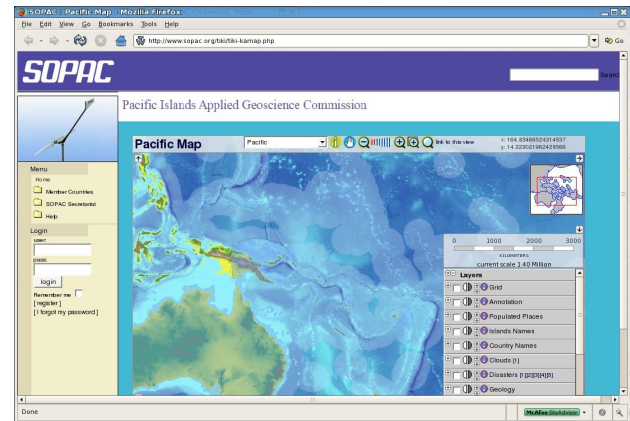 SOPAC : Pacific Map - Mozilla Firefox
File Edit View Go Bookmarks Tools Help
http://www.sopac.org/tiki/tiki-kamap.php
Go
SOPAC
Search
Pacific Islands Applied Geoscience Commission
Pacific Map
Pacific
link to this view
x: 164.83466524314937
y: 14.223021962428566
Menu
Home
Member Countries
SOPAC Secretariat
Help
Login
user:
pass:
login
Remember me
[ register ]
[ I forgot my password ]
0 1000 2000 3000
KILOMETERS
current scale 1:40 Million
Layers
Grid
Annotation
Populated Places
Islands Names
Country Names
Clouds [1]
Disasters [1][2][3][4][5]
Geology
Done
McAfee SiteAdvisor